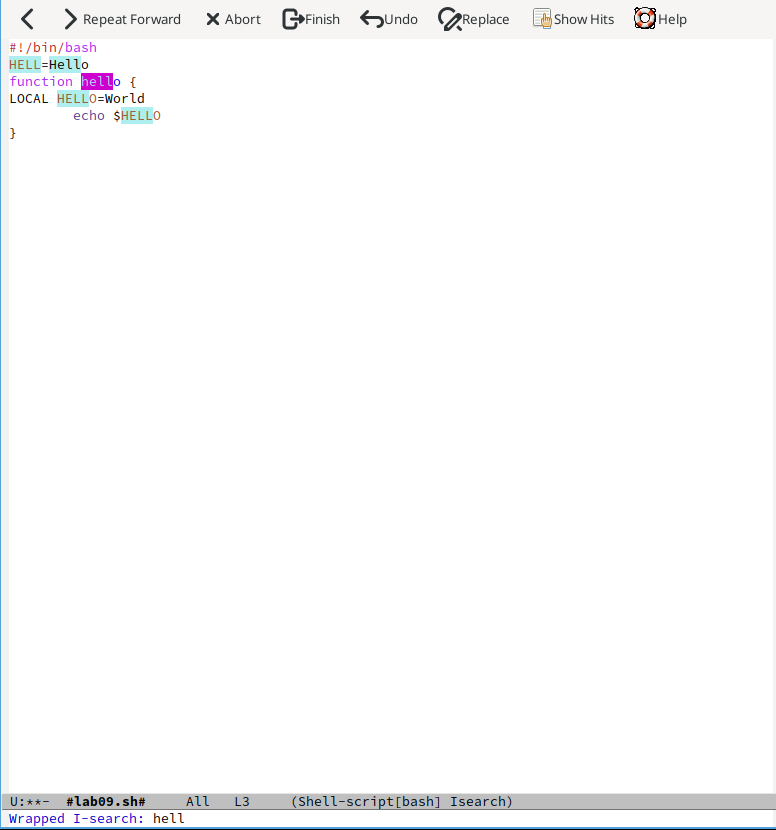 Repeat Forward Abort Finish Undo Replace Show Hits Help
#!/bin/bash
HELL=Hello
function hello {
LOCAL HELLO=World
        echo $HELLO
}
U:**-  #lab09.sh#     All   L3     (Shell-script[bash] Isearch)
Wrapped I-search: hell